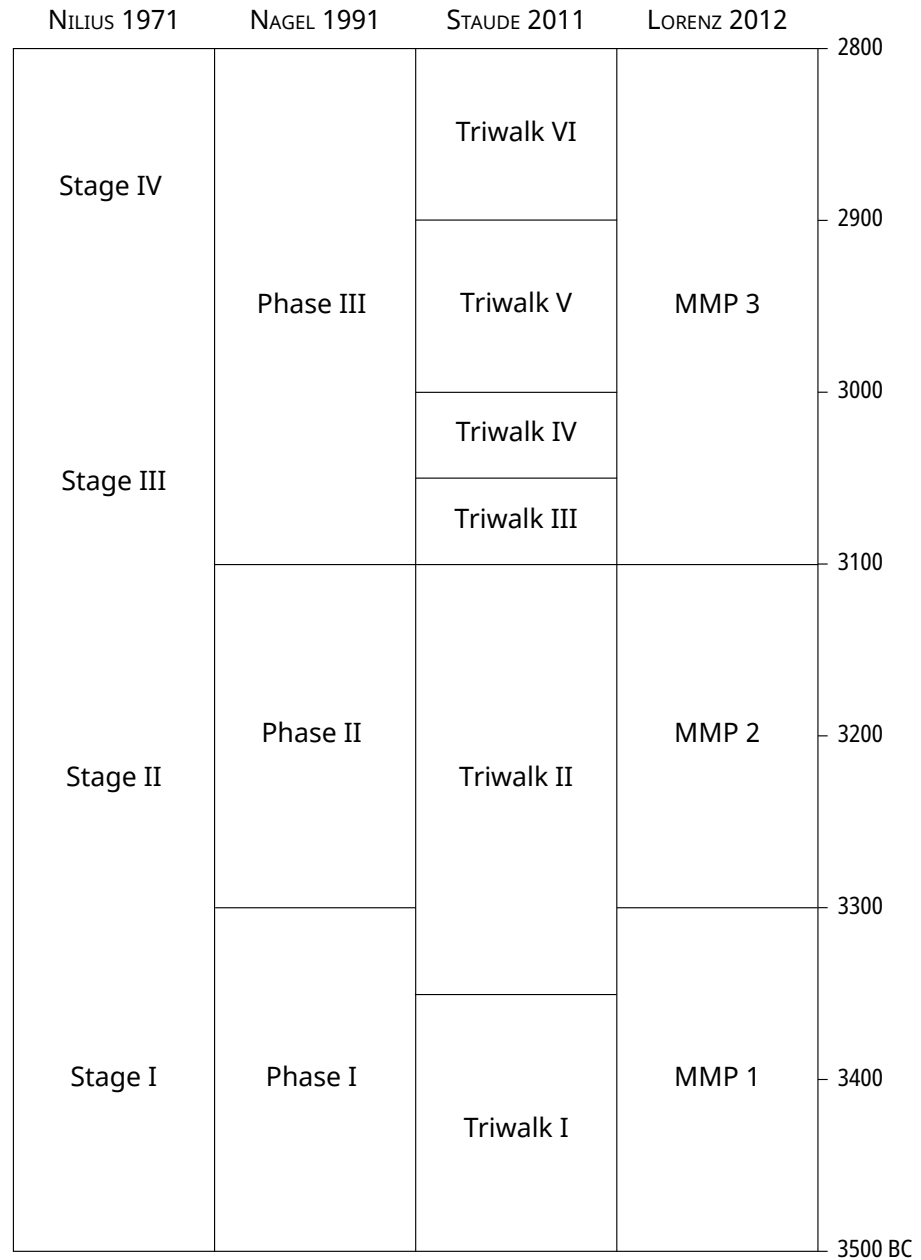 Nilius 1971
Nagel 1991
Staude 2011
Lorenz 2012
2800
Triwalk VI
Stage IV
2900
Phase III
Triwalk V
MMP 3
3000
Triwalk IV
Stage III
Triwalk III
3100
Phase II
MMP 2
3200
Stage II
Triwalk II
3300
Stage I
Phase I
MMP 1
3400
Triwalk I
3500 BC